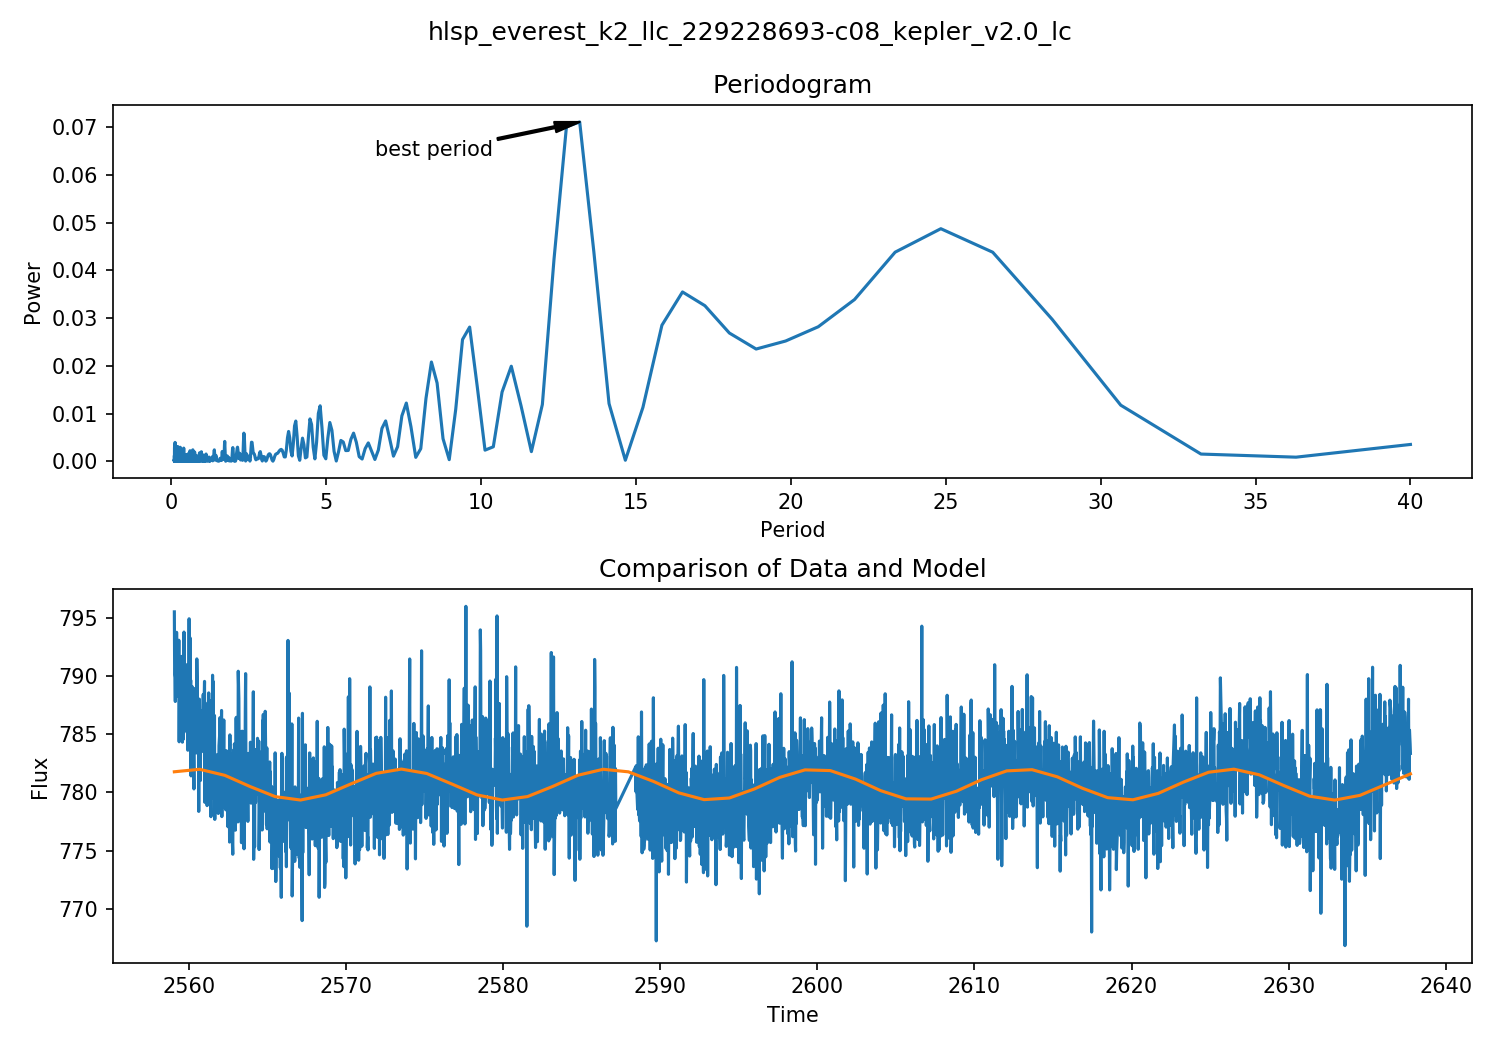 hlsp_everest_k2_llc_229228693-c08_kepler_v2.0_lc
Periodogram
0.07
0.06
0.05
0.04
0.03
0.02
0.01
0.00
Power
best period
0 5 10 15 20 25 30 35 40
Period
Comparison of Data and Model
795
790
785
780
775
770
Flux
2560 2570 2580 2590 2600 2610 2620 2630 2640
Time